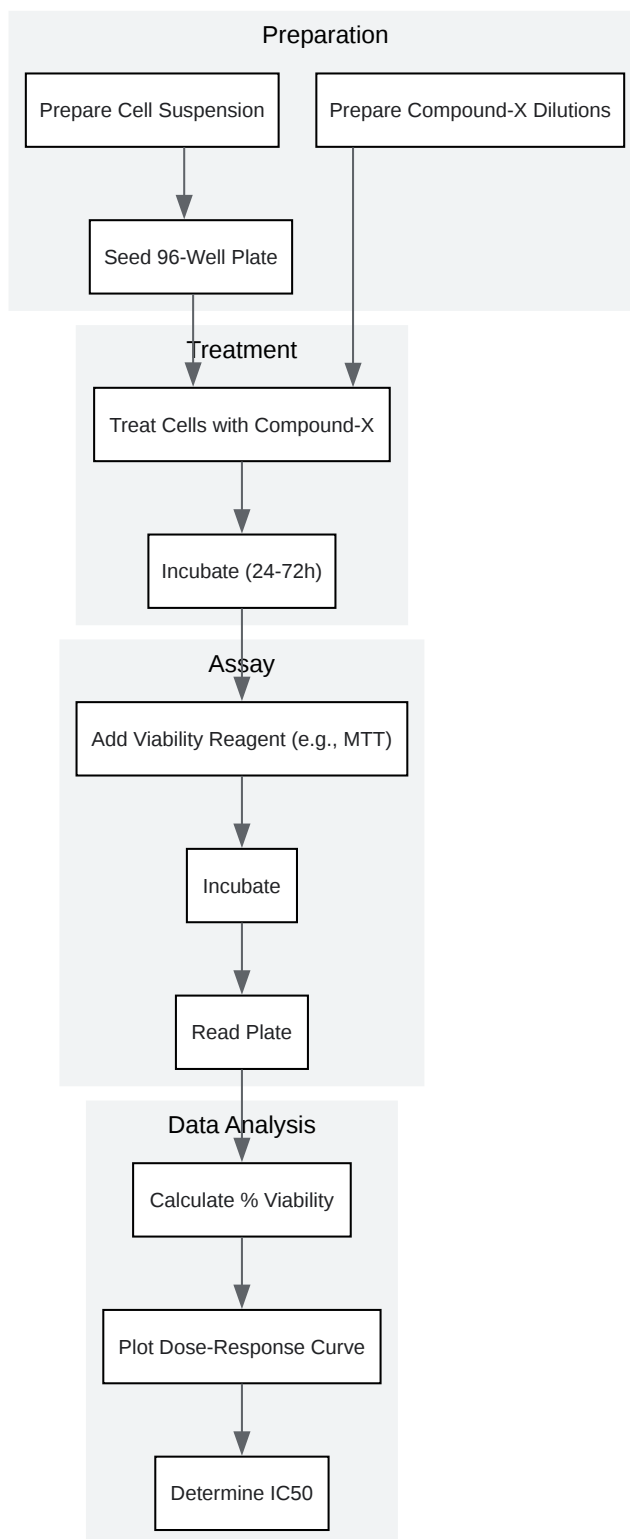 Preparation
Prepare Cell Suspension
Prepare Compound-X Dilutions
Seed 96-Well Plate
Treatment
Treat Cells with Compound-X
Incubate (24-72h)
Assay
Add Viability Reagent (e.g., MTT)
Incubate
Read Plate
Data Analysis
Calculate % Viability
Plot Dose-Response Curve
Determine IC50